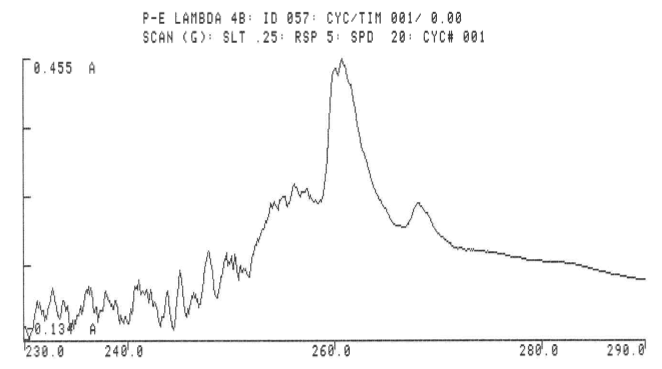 P-E LAMBDA 4B: ID 057: CYC/TIM 001/ 0.00
SCAN (G): SLT .25: RSP 5: SPD 20: CYC# 001
0.455 A
0.134 A
230.0 240.0 260.0 280.0 290.0